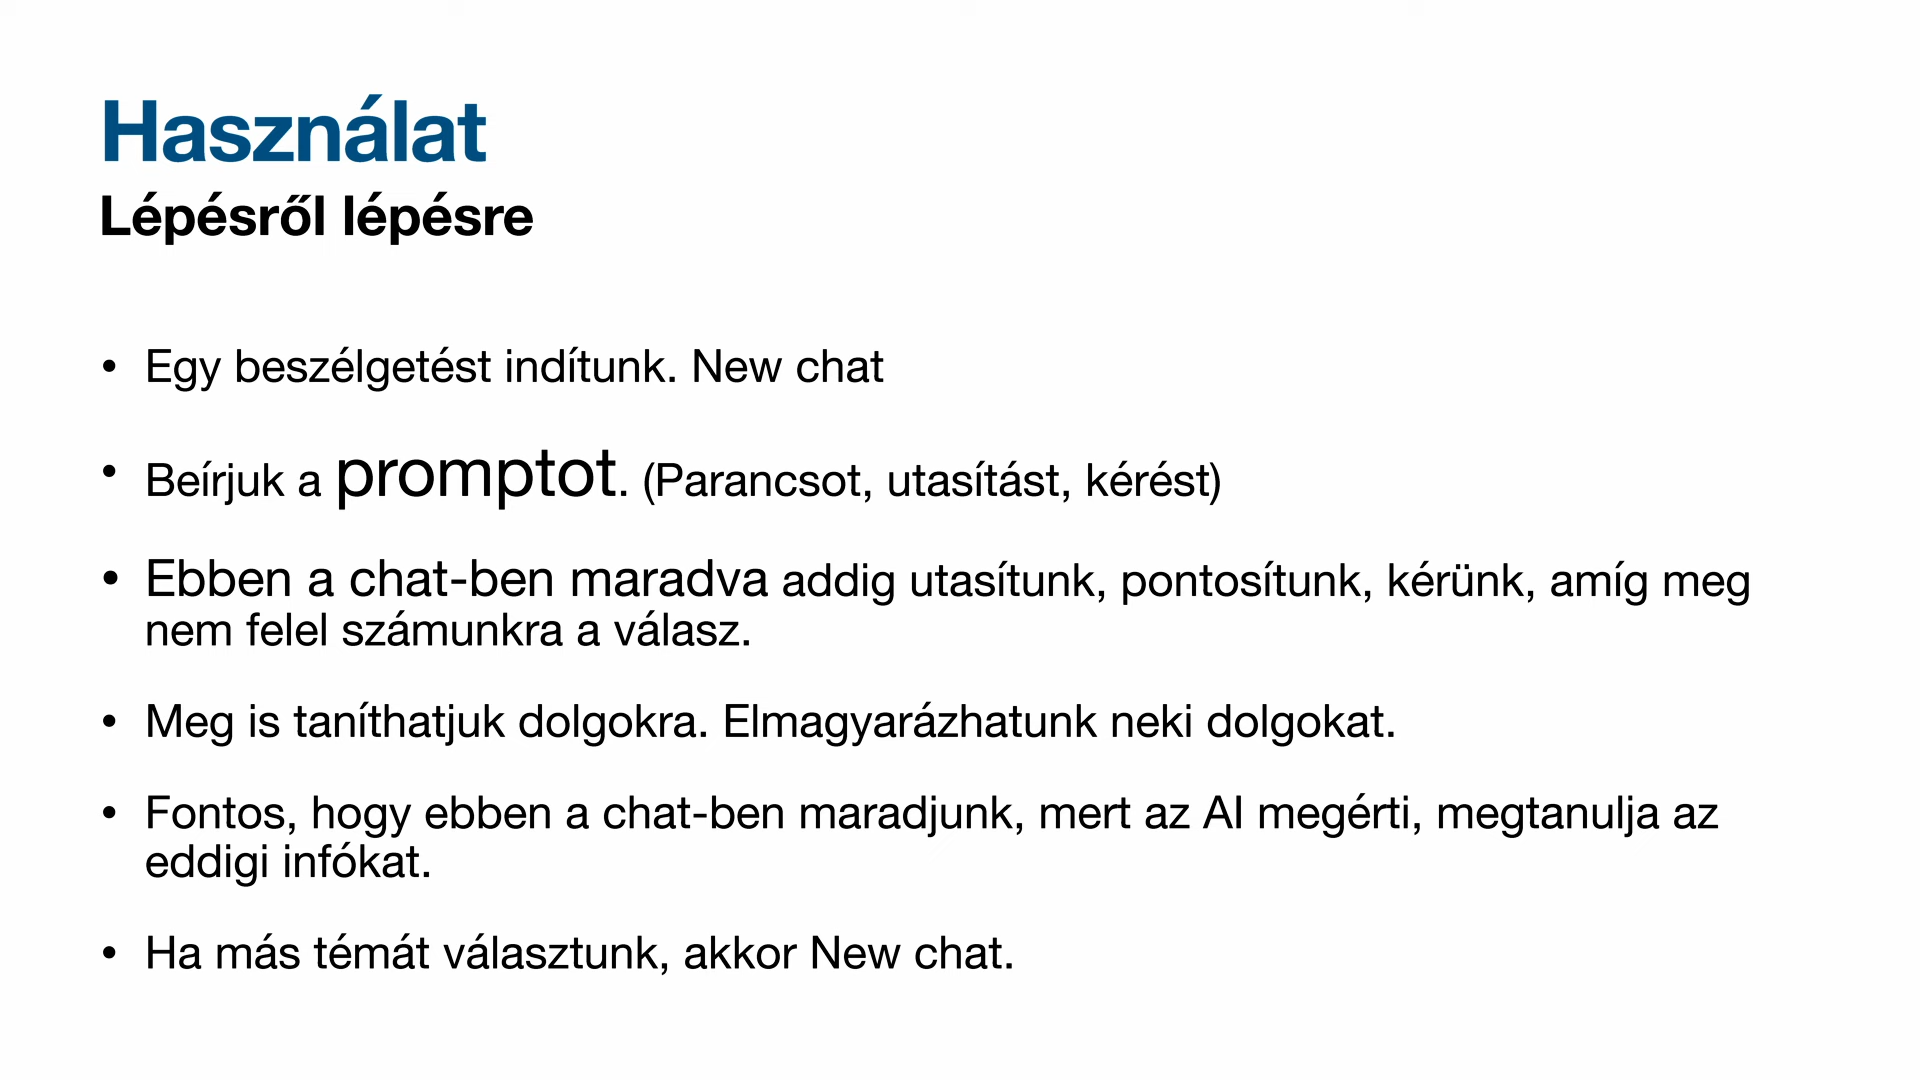 Használat
Lépésről lépésre
• Egy beszélgetést indítunk. New chat
• Beírjuk a promptot. (Parancsot, utasítást, kérést)
• Ebben a chat-ben maradva addig utasítunk, pontosítunk, kérünk, amíg meg
nem felel számunkra a válasz.
• Meg is taníthatjuk dolgokra. Elmagyarázhatunk neki dolgokat.
• Fontos, hogy ebben a chat-ben maradjunk, mert az AI megérti, megtanulja az
eddigi infókat.
• Ha más témát választunk, akkor New chat.